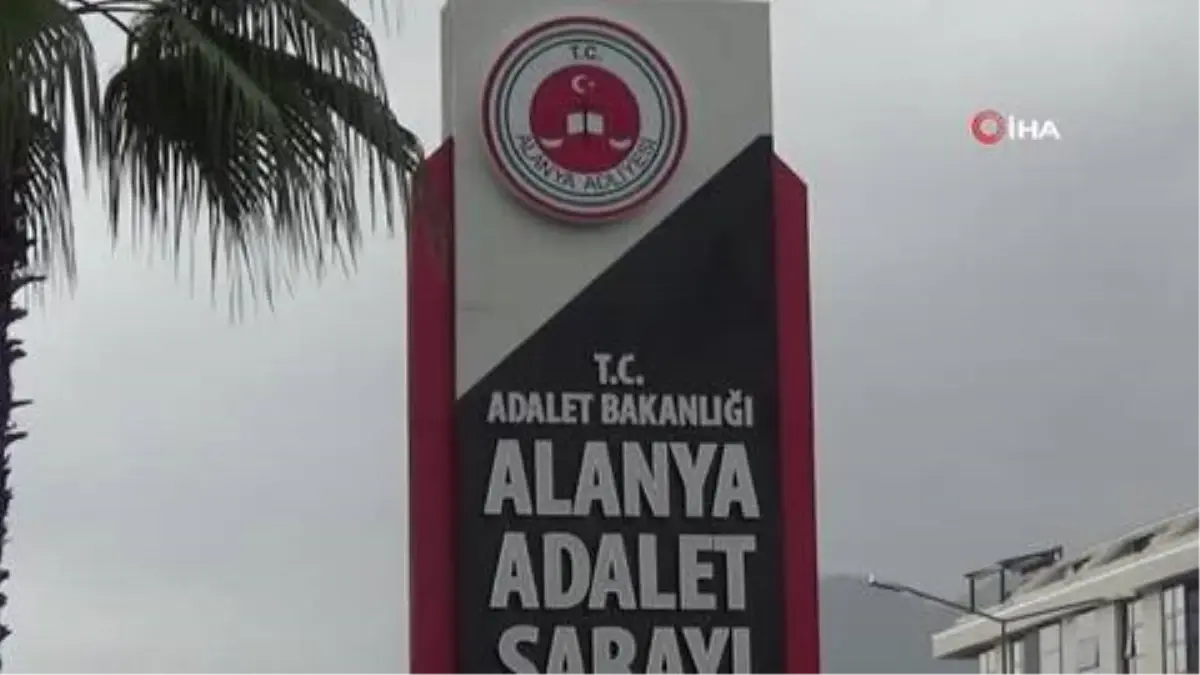 T.C.
ALANYA ADLİYESİ
İHA
T.C.
ADALET BAKANLIĞI
ALANYA
ADALET
SARAYI